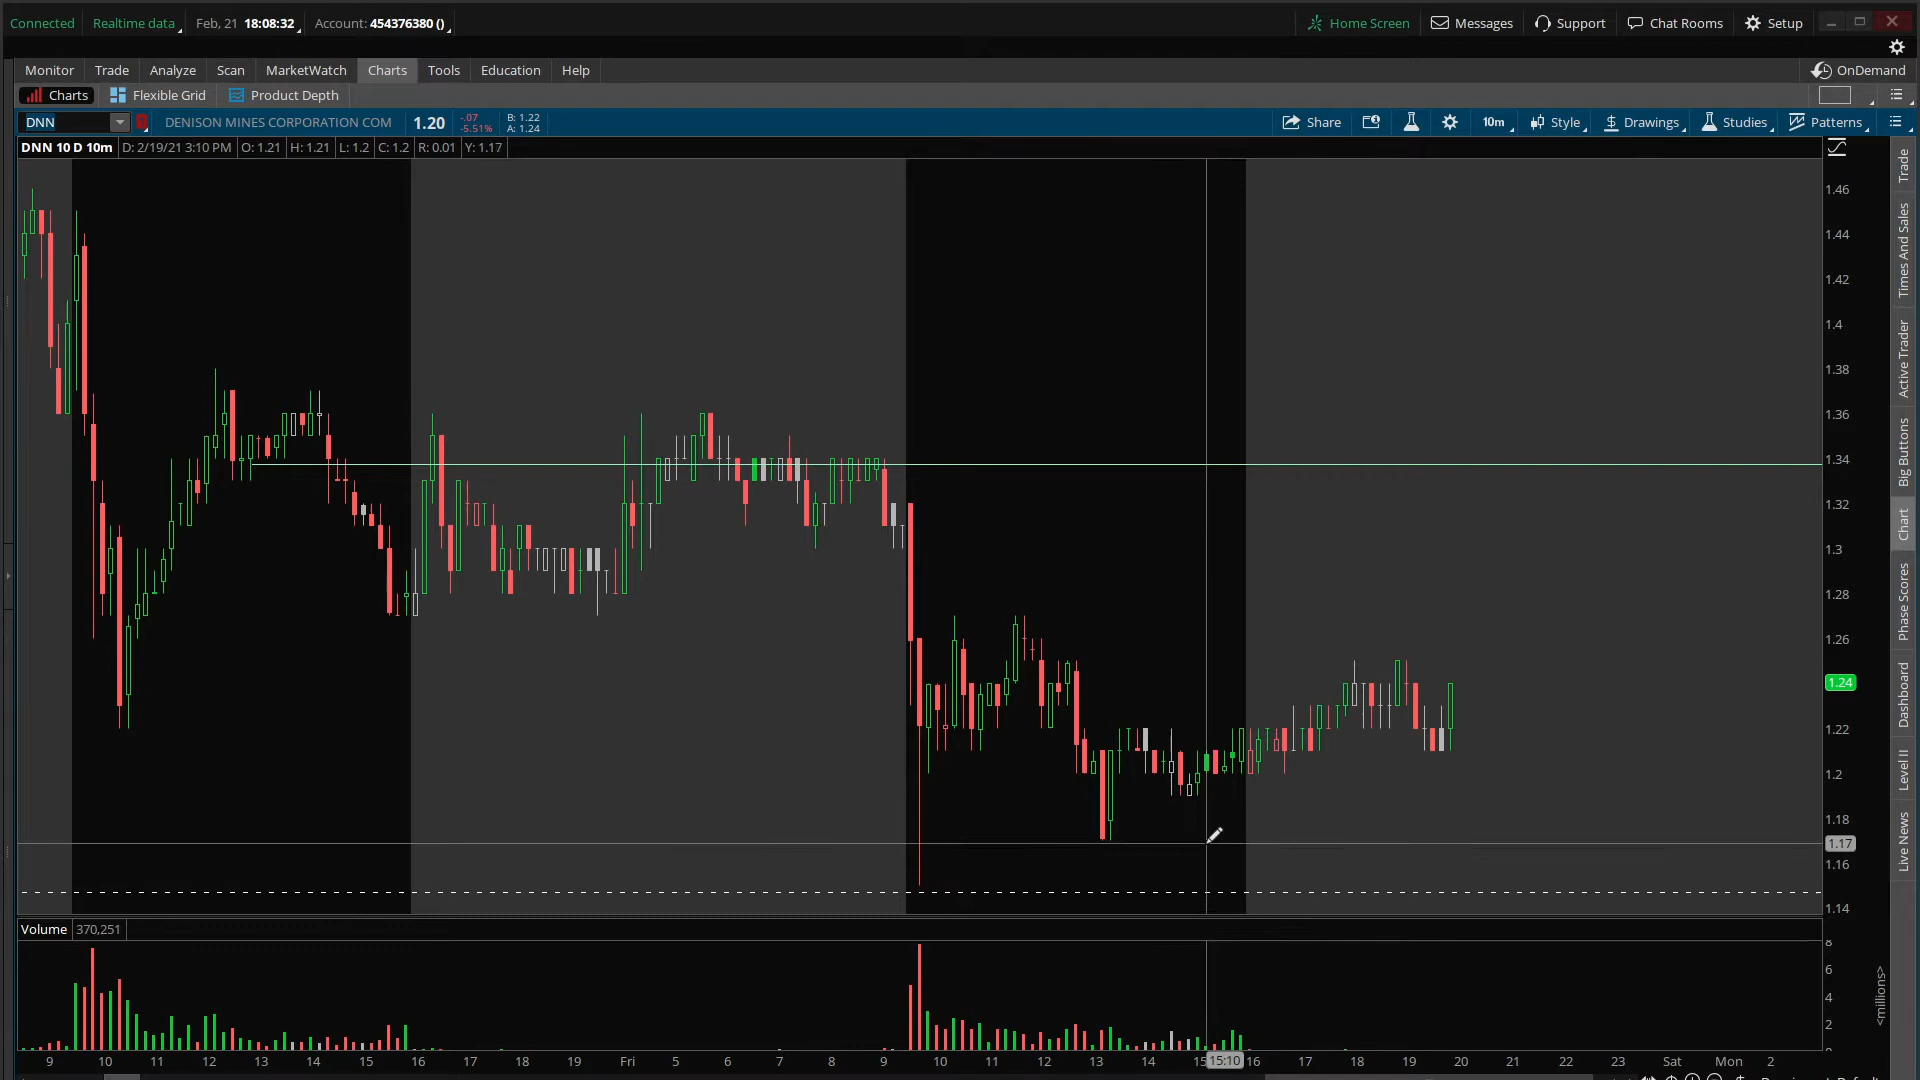 Connected Realtime data Feb, 21 18:08:32 Account: 454376380 () Home Screen Messages Support Chat Rooms Setup
Monitor Trade Analyze Scan MarketWatch Charts Tools Education Help OnDemand
Charts Flexible Grid Product Depth
DNN DENISON MINES CORPORATION COM 1.20 -.07 -5.51% B: 1.22 A: 1.24 Share 10m Style Drawings Studies Patterns
DNN 10 D 10m D: 2/19/21 3:10 PM O: 1.21 H: 1.21 L: 1.2 C: 1.2 R: 0.01 Y: 1.17
1.46
1.44
1.42
1.4
1.38
1.36
1.34
1.32
1.3
1.28
1.26
1.24
1.22
1.2
1.18
1.17
1.16
1.14
Trade
Times And Sales
Active Trader
Big Buttons
Chart
Phase Scores
Dashboard
Level II
Live News
Volume 370,251
8
6
4
2
<millions>
9 10 11 12 13 14 15 16 17 18 19 Fri 5 6 7 8 9 10 11 12 13 14 15:10 16 17 18 19 20 21 22 23 Sat Mon 2